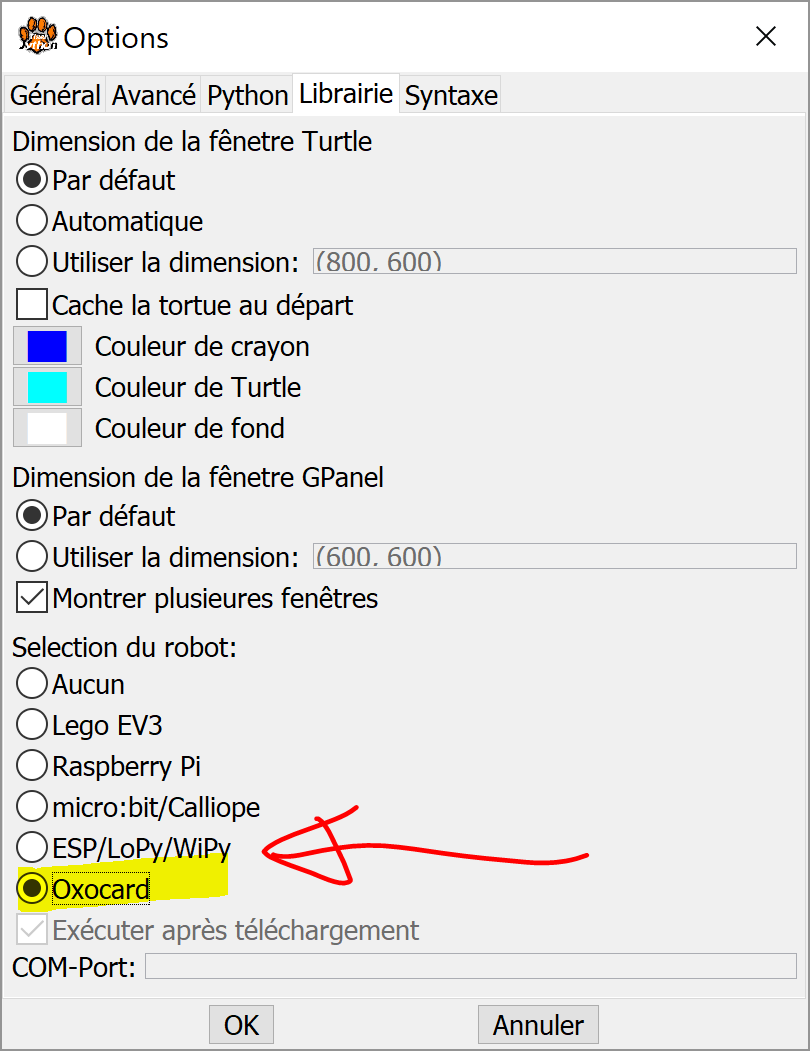 Options
Général Avancé Python Librairie Syntaxe
Dimension de la fênetre Turtle
Par défaut
Automatique
Utiliser la dimension: (800, 600)
Cache la tortue au départ
Couleur de crayon
Couleur de Turtle
Couleur de fond
Dimension de la fênetre GPanel
Par défaut
Utiliser la dimension: (600, 600)
Montrer plusieures fenêtres
Selection du robot:
Aucun
Lego EV3
Raspberry Pi
micro:bit/Calliope
ESP/LoPy/WiPy
Oxocard
Exécuter après téléchargement
COM-Port:
OK Annuler